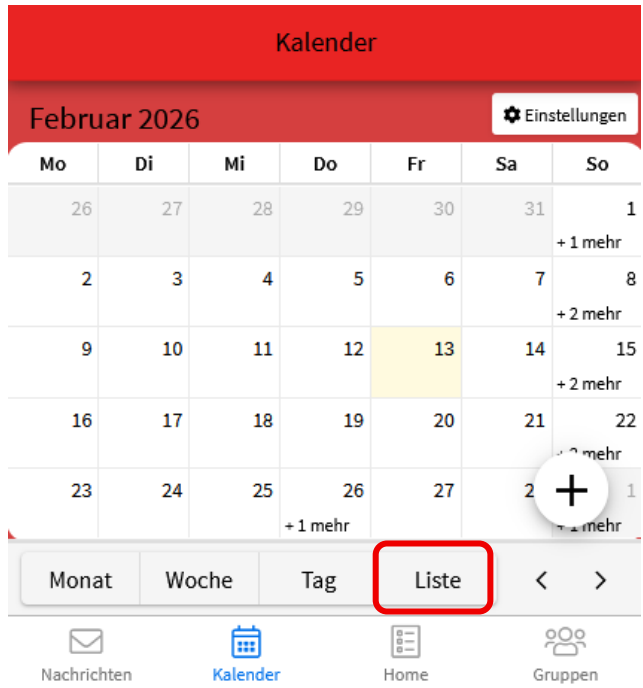 Kalender
Februar 2026 Einstellungen
Mo Di Mi Do Fr Sa So
26 27 28 29 30 31 1
+ 1 mehr
2 3 4 5 6 7 8
+ 2 mehr
9 10 11 12 13 14 15
+ 2 mehr
16 17 18 19 20 21 22
mehr
23 24 25 26 27 1
+ 1 mehr mehr
Monat Woche Tag Liste < >
Nachrichten Kalender Home Gruppen